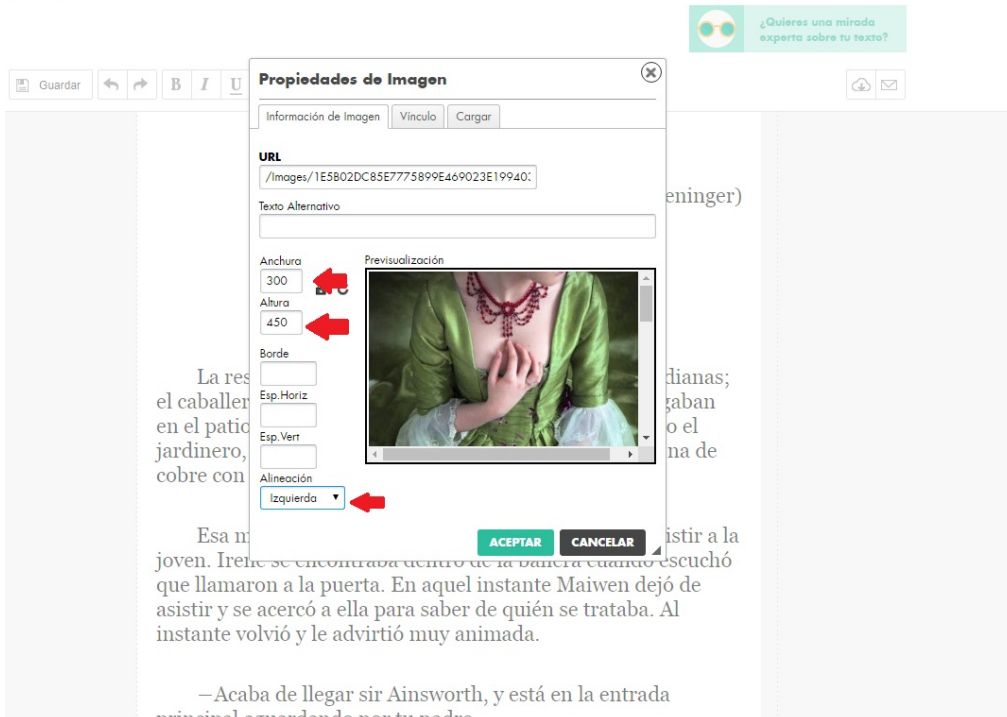 ¿Quieres una mirada
experta sobre tu texto?
Guardar
B I U
Propiedades de Imagen
Información de Imagen
Vínculo
Cargar
URL
/Images/1E5B02DC85E7775899E469023E19940
Texto Alternativo
Anchura
300
Altura
450
Borde
Esp.Horiz
Esp.Vert
Alineación
Izquierda
Previsualización
ACEPTAR
CANCELAR
eninger)
La res dianas;
el caballer gaban
en el patio o el
jardinero, na de
cobre con
Esa m istir a la
joven. Irene se encontraba dentro de la bañera cuando escuchó
que llamaron a la puerta. En aquel instante Maiwen dejó de
asistir y se acercó a ella para saber de quién se trataba. Al
instante volvió y le advirtió muy animada.
—Acaba de llegar sir Ainsworth, y está en la entrada
principal aguardando por tu padre